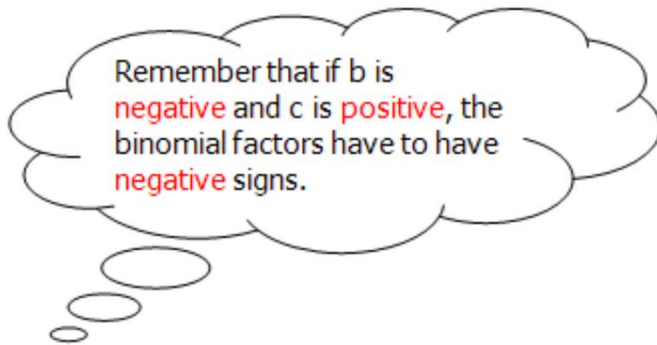 Remember that if b is
negative and c is positive, the
binomial factors have to have
negative signs.